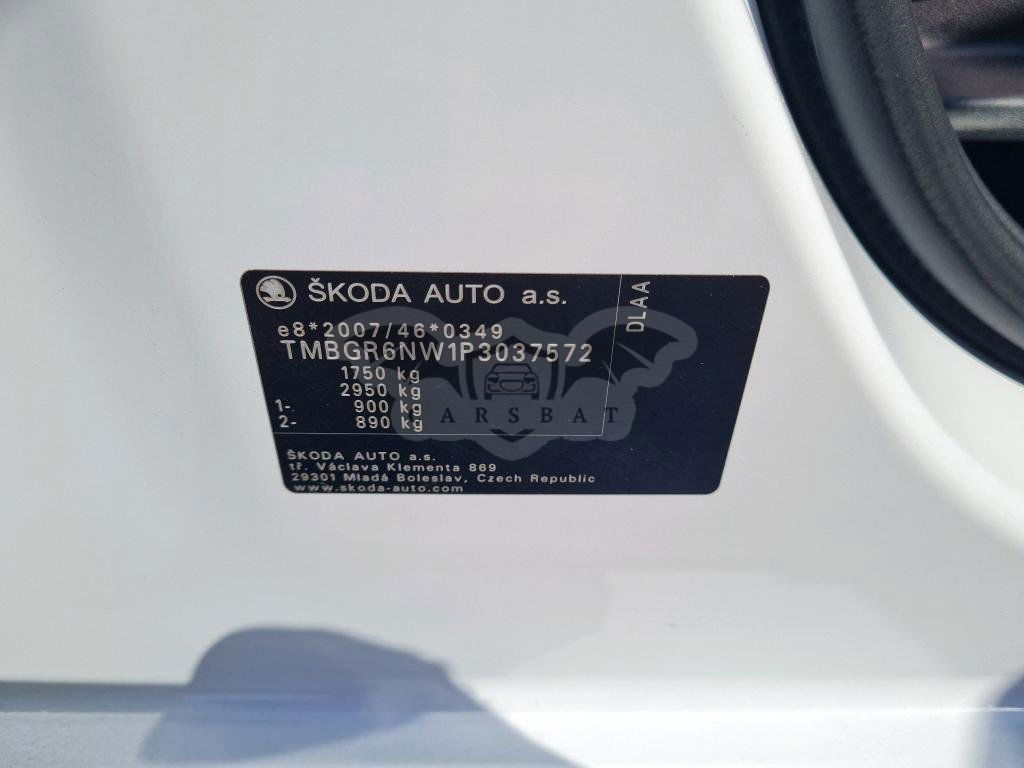 ŠKODA AUTO a.s.
DLAA
e8*2007/46*0349
TMBGR6NW1P3037572
1750 kg
2950 kg
1-. 900 kg
2- 890 kg
CARSBAT
ŠKODA AUTO a.s.
tř. Václava Klementa 869
29301 Mladá Boleslav, Czech Republic
www.skoda-auto.com